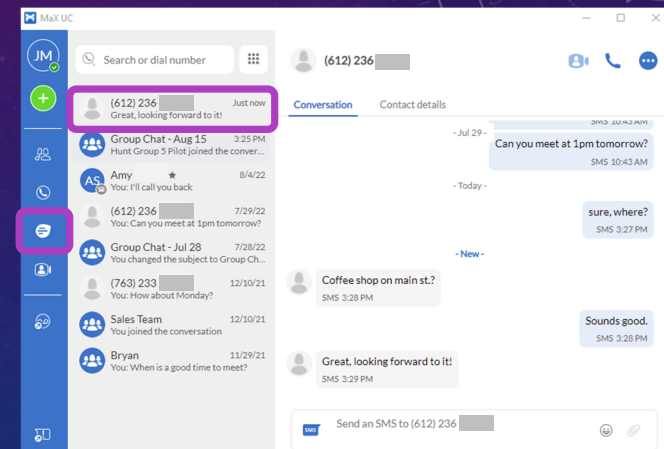 MaX UC
JM
Search or dial number
(612) 236
Just now
Great, looking forward to it!
Group Chat - Aug 15
3:25 PM
Hunt Group 5 Pilot joined the conver...
AS
Amy
8/4/22
You: I'll call you back
(612) 236
7/29/22
You: Can you meet at 1pm tomorrow?
Group Chat - Jul 28
7/28/22
You changed the subject to Group Ch...
(763) 233
12/10/21
You: How about Monday?
Sales Team
12/10/21
You joined the conversation
Bryan
11/29/21
You: When is a good time to meet?
(612) 236
Conversation
Contact details
SMS 10:43 AM
- Jul 29 -
Can you meet at 1pm tomorrow?
SMS 10:43 AM
- Today -
sure, where?
SMS 3:27 PM
- New -
Coffee shop on main st.?
SMS 3:28 PM
Sounds good.
SMS 3:28 PM
Great, looking forward to it!
SMS 3:29 PM
SMS
Send an SMS to (612) 236